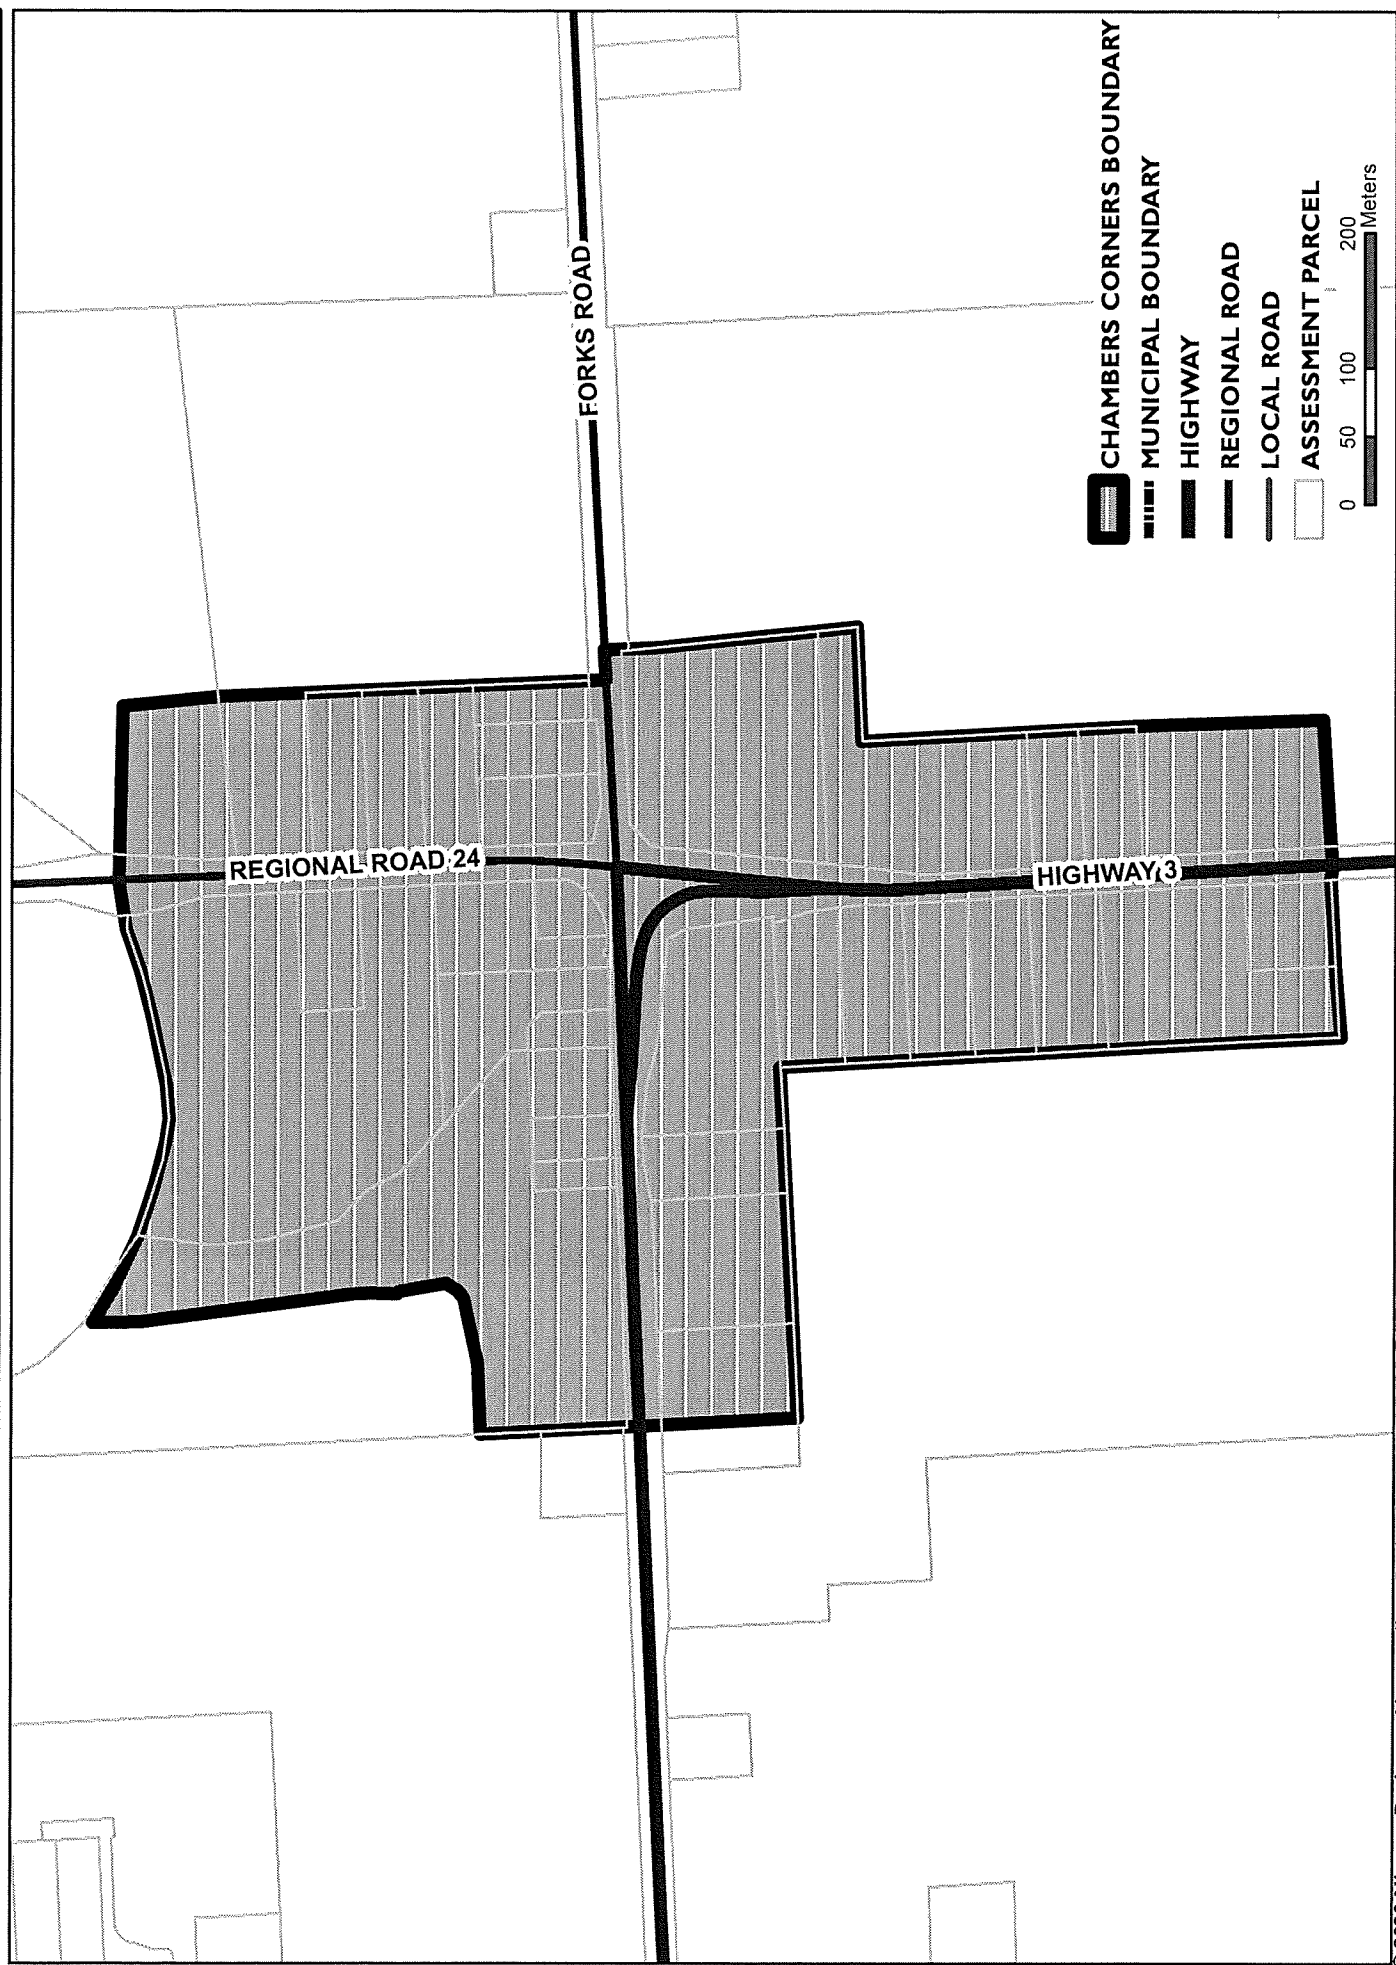 FORKS ROAD
REGIONAL ROAD 24
HIGHWAY 3
CHAMBERS CORNERS BOUNDARY
MUNICIPAL BOUNDARY
HIGHWAY
REGIONAL ROAD
LOCAL ROAD
ASSESSMENT PARCEL
0 50 100 200
Meters